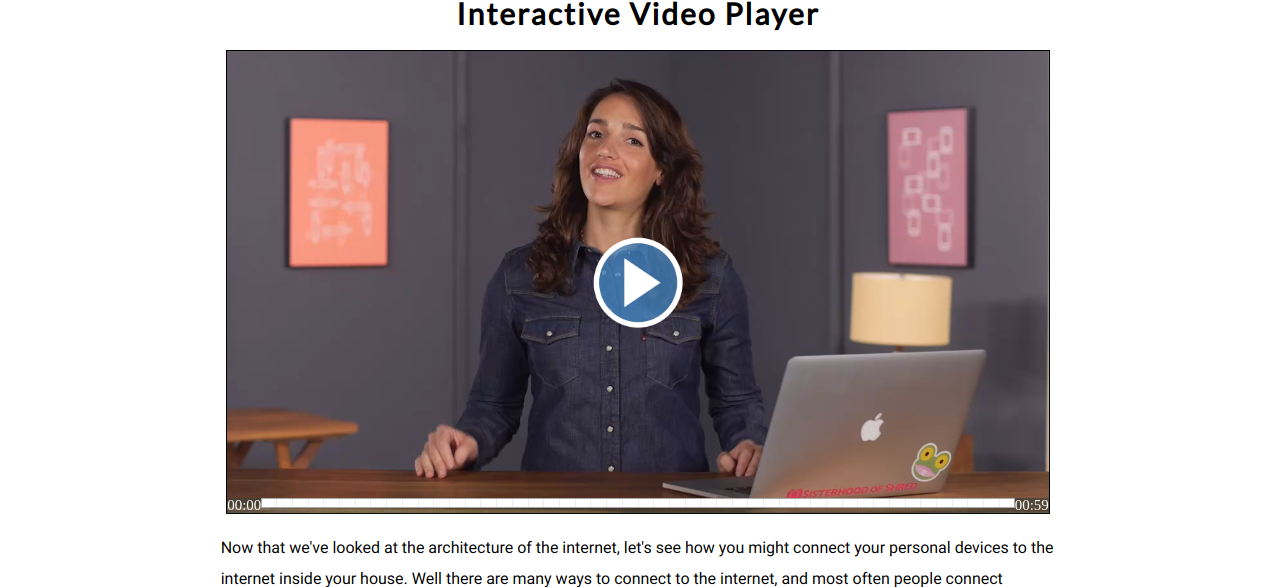 Interactive Video Player
SISTERHOOD OF SHRED
00:00
00:59
Now that we've looked at the architecture of the internet, let's see how you might connect your personal devices to the
internet inside your house. Well there are many ways to connect to the internet, and most often people connect